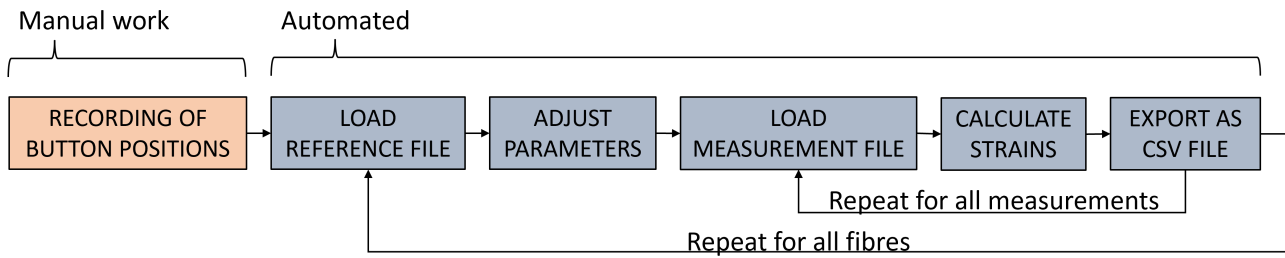 Manual work
Automated
RECORDING OF
BUTTON POSITIONS
LOAD
REFERENCE FILE
ADJUST
PARAMETERS
LOAD
MEASUREMENT FILE
CALCULATE
STRAINS
EXPORT AS
CSV FILE
Repeat for all measurements
Repeat for all fibres